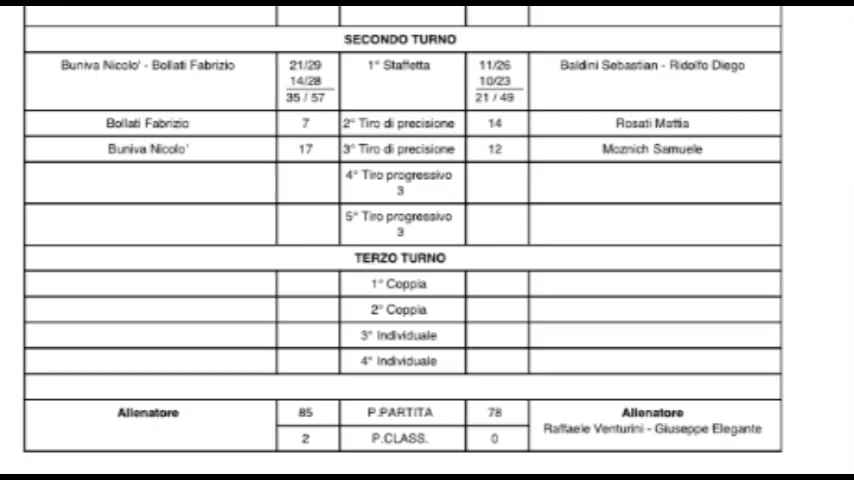 SECONDO TURNO
Buniva Nicolo' - Bollati Fabrizio 21/29 1° Staffetta 11/26 Baldini Sebastian - Ridolfo Diego
14/28 10/23
35 / 57 21 / 49
Bollati Fabrizio 7 2° Tiro di precisione 14 Rosati Mattia
Buniva Nicolo' 17 3° Tiro di precisione 12 Moznich Samuele
4° Tiro progressivo
3
5° Tiro progressivo
3
TERZO TURNO
1° Coppia
2° Coppia
3° Individuale
4° Individuale
Allenatore 85 P.PARTITA 78 Allenatore
Raffaele Venturini - Giuseppe Elegante
2 P.CLASS. 0